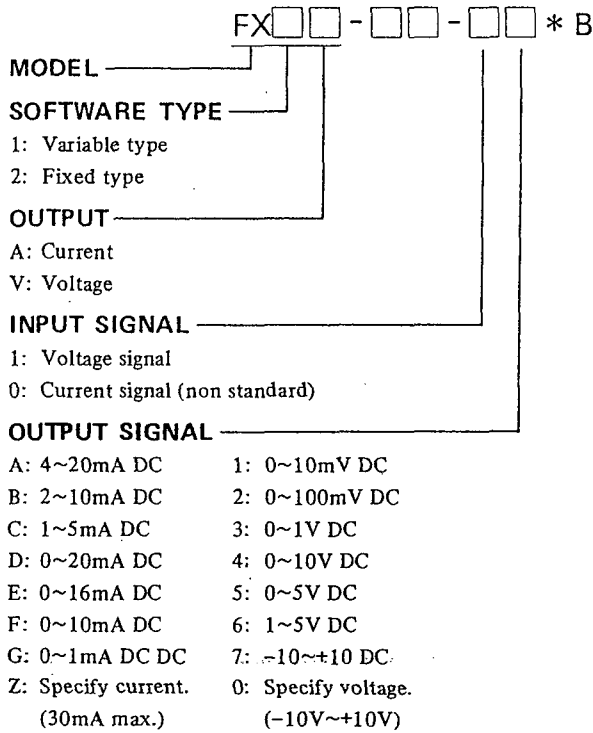 FX□□-□□-□□*B
MODEL
SOFTWARE TYPE
1: Variable type
2: Fixed type
OUTPUT
A: Current
V: Voltage
INPUT SIGNAL
1: Voltage signal
0: Current signal (non standard)
OUTPUT SIGNAL
A: 4~20mA DC 1: 0~10mV DC
B: 2~10mA DC 2: 0~100mV DC
C: 1~5mA DC 3: 0~1V DC
D: 0~20mA DC 4: 0~10V DC
E: 0~16mA DC 5: 0~5V DC
F: 0~10mA DC 6: 1~5V DC
G: 0~1mA DC DC 7: -10~+10 DC
Z: Specify current. 0: Specify voltage.
(30mA max.) (-10V~+10V)